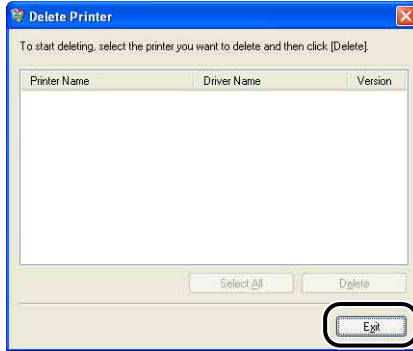 Delete Printer
To start deleting, select the printer you want to delete and then click [Delete].
Printer Name Driver Name Version
Select All Delete
Exit